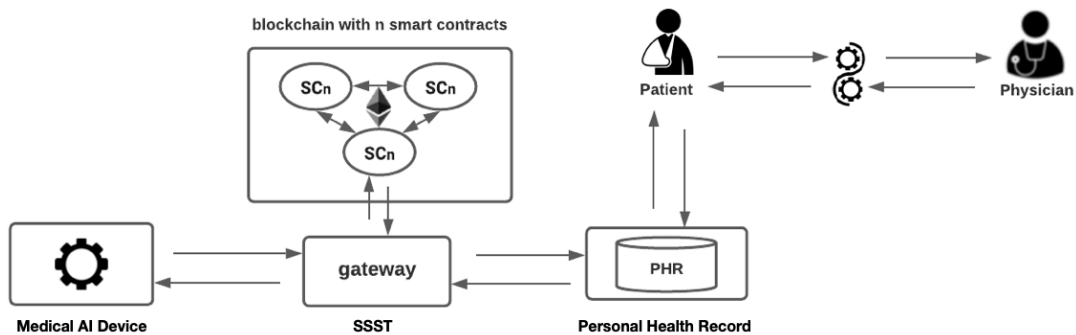 blockchain with n smart contracts
SCn
SCn
SCn
Patient
Physician
gateway
PHR
Medical AI Device
SSST
Personal Health Record